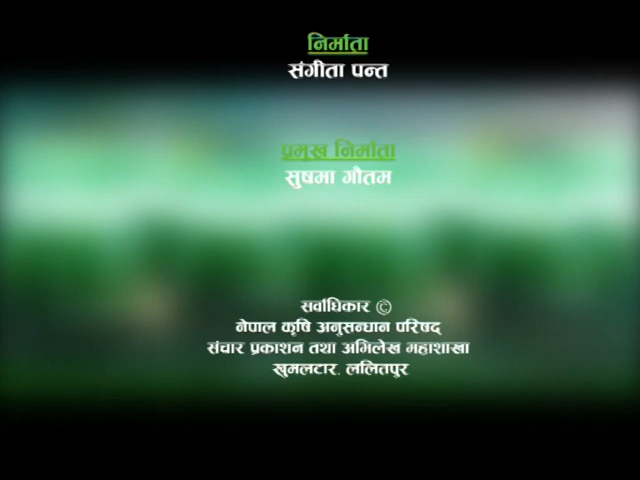 निर्माता
संगीता पन्त
प्रमुख निर्माता
सुषमा गौतम
सर्वाधिकार ©
नेपाल कृषि अनुसन्धान परिषद्
संचार प्रकाशन तथा अभिलेख महाशाखा
खुमलटार, ललितपुर